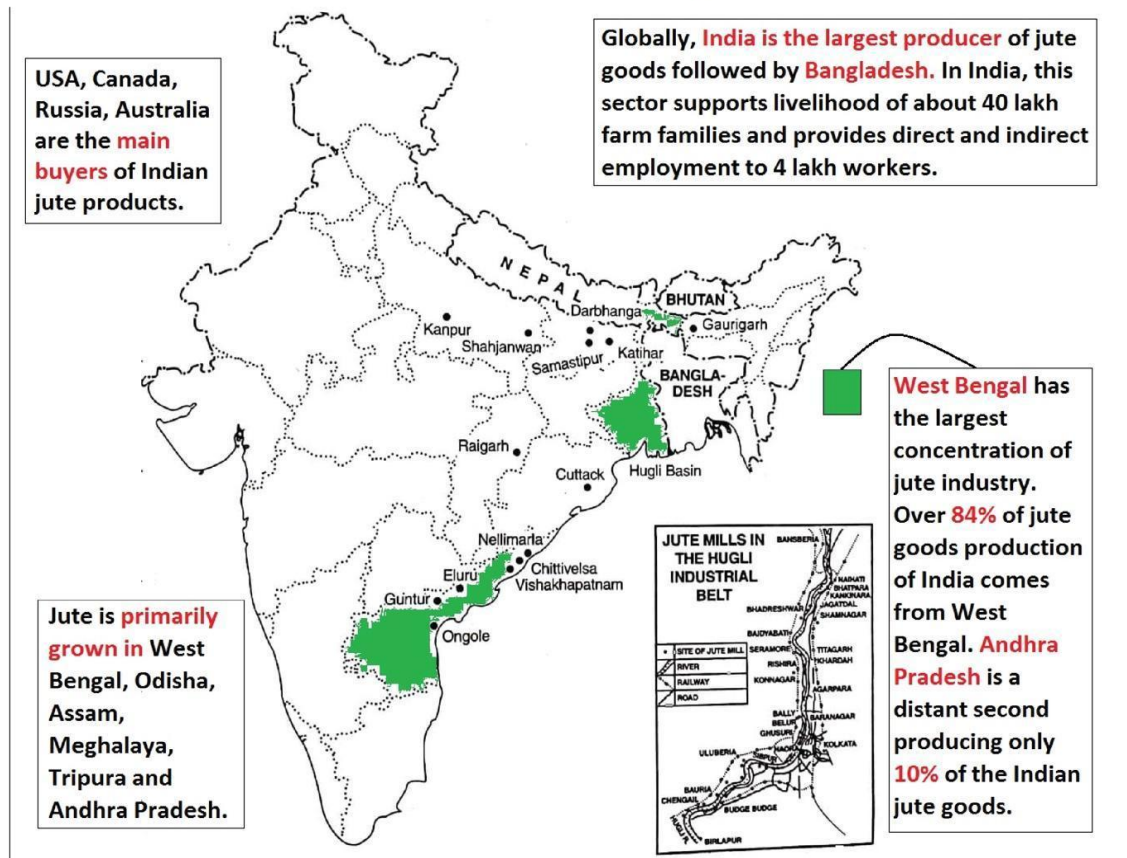 USA, Canada,
Russia, Australia
are the main
buyers of Indian
jute products.
Globally, India is the largest producer of jute
goods followed by Bangladesh. In India, this
sector supports livelihood of about 40 lakh
farm families and provides direct and indirect
employment to 4 lakh workers.
NEPAL
BHUTAN
Darbhanga
Gaurigarh
Kanpur
Shahjanwan
Samastipur
Katihar
BANGLA-
DESH
Raigarh
Cuttack
Hugli Basin
Nellimarla
Chittivelsa
Vishakhapatnam
Eluru
Guntur
Ongole
West Bengal has
the largest
concentration of
jute industry.
Over 84% of jute
goods production
of India comes
from West
Bengal. Andhra
Pradesh is a
distant second
producing only
10% of the Indian
jute goods.
Jute is primarily
grown in West
Bengal, Odisha,
Assam,
Meghalaya,
Tripura and
Andhra Pradesh.
JUTE MILLS IN
THE HUGLI
INDUSTRIAL
BELT
BANSBERIA
NAIHATI
BHATPARA
KANKINARA
JAGATDAL
SHAMNAGAR
BHADRESHWAR
BAIDYABATH
SERAMORE
TITAGARH
KHARDAH
RISHIRA
KONNAGAR
AGARPARA
SITE OF JUTE MILL
RIVER
RAILWAY
ROAD
BALLY
BELUR
GHUSURI
BARANAGAR
KOLKATA
ULUBERIA
SIBPUR
BAURIA
CHENGAIL
BUDGE BUDGE
HUGLI R.
BIRLAPUR